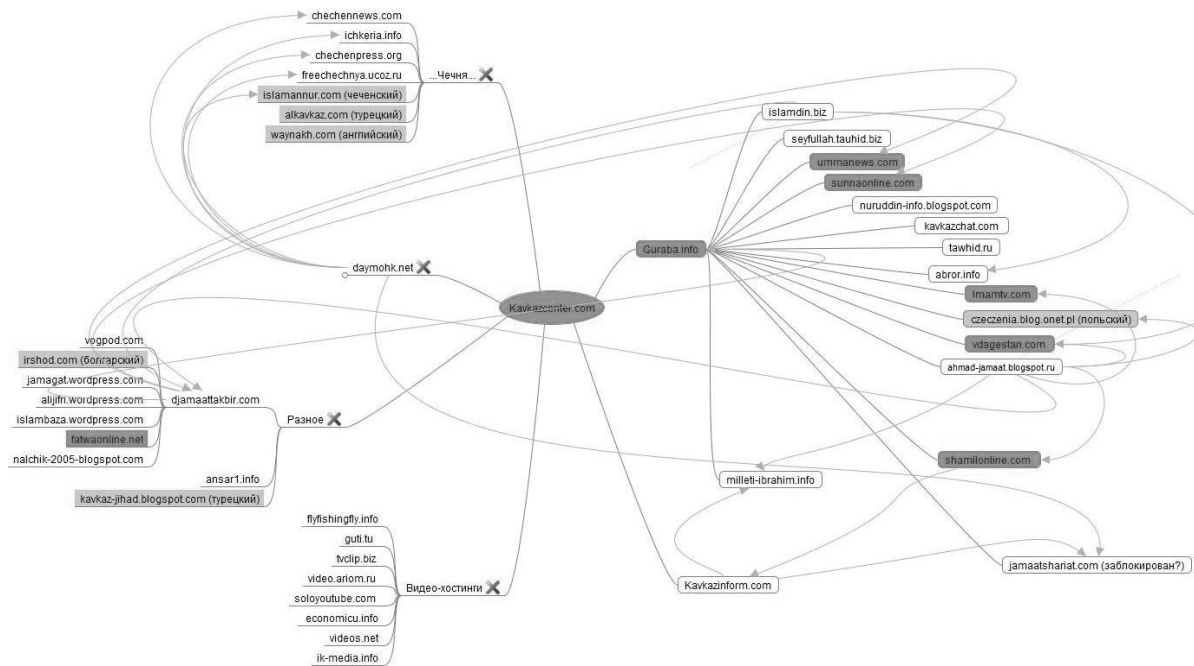 chechennews.com
ichkeria.info
chechenpress.org
freechechnya.ucoz.ru
islamannur.com (чеченский)
alkavkaz.com (турецкий)
waynakh.com (английский)
...Чечня...
daymohk.net
vogpod.com
irshod.com (болгарский)
jamagat.wordpress.com
alijifri.wordpress.com
islambaza.wordpress.com
fatwaonline.net
nalchik-2005-blogspot.com
djamaattakbir.com
Разное
ansar1.info
kavkaz-jihad.blogspot.com (турецкий)
flyfishingfly.info
guti.tu
tvclip.biz
video.ariom.ru
soloyoutube.com
economicu.info
videos.net
ik-media.info
Видео-хостинги
Kavkazcenter.com
Guraba.info
islamdin.biz
seyfullah.tauhid.biz
ummanews.com
sunnaonline.com
nuruddin-info.blogspot.com
kavkazchat.com
tawhid.ru
abror.info
czeczenia.blog.onet.pl (польский)
vdagestan.com
ahmad-jamaat.blogspot.ru
shamilonline.com
milleti-ibrahim.info
Kavkazinform.com
jamaatshariat.com (заблокирован?)